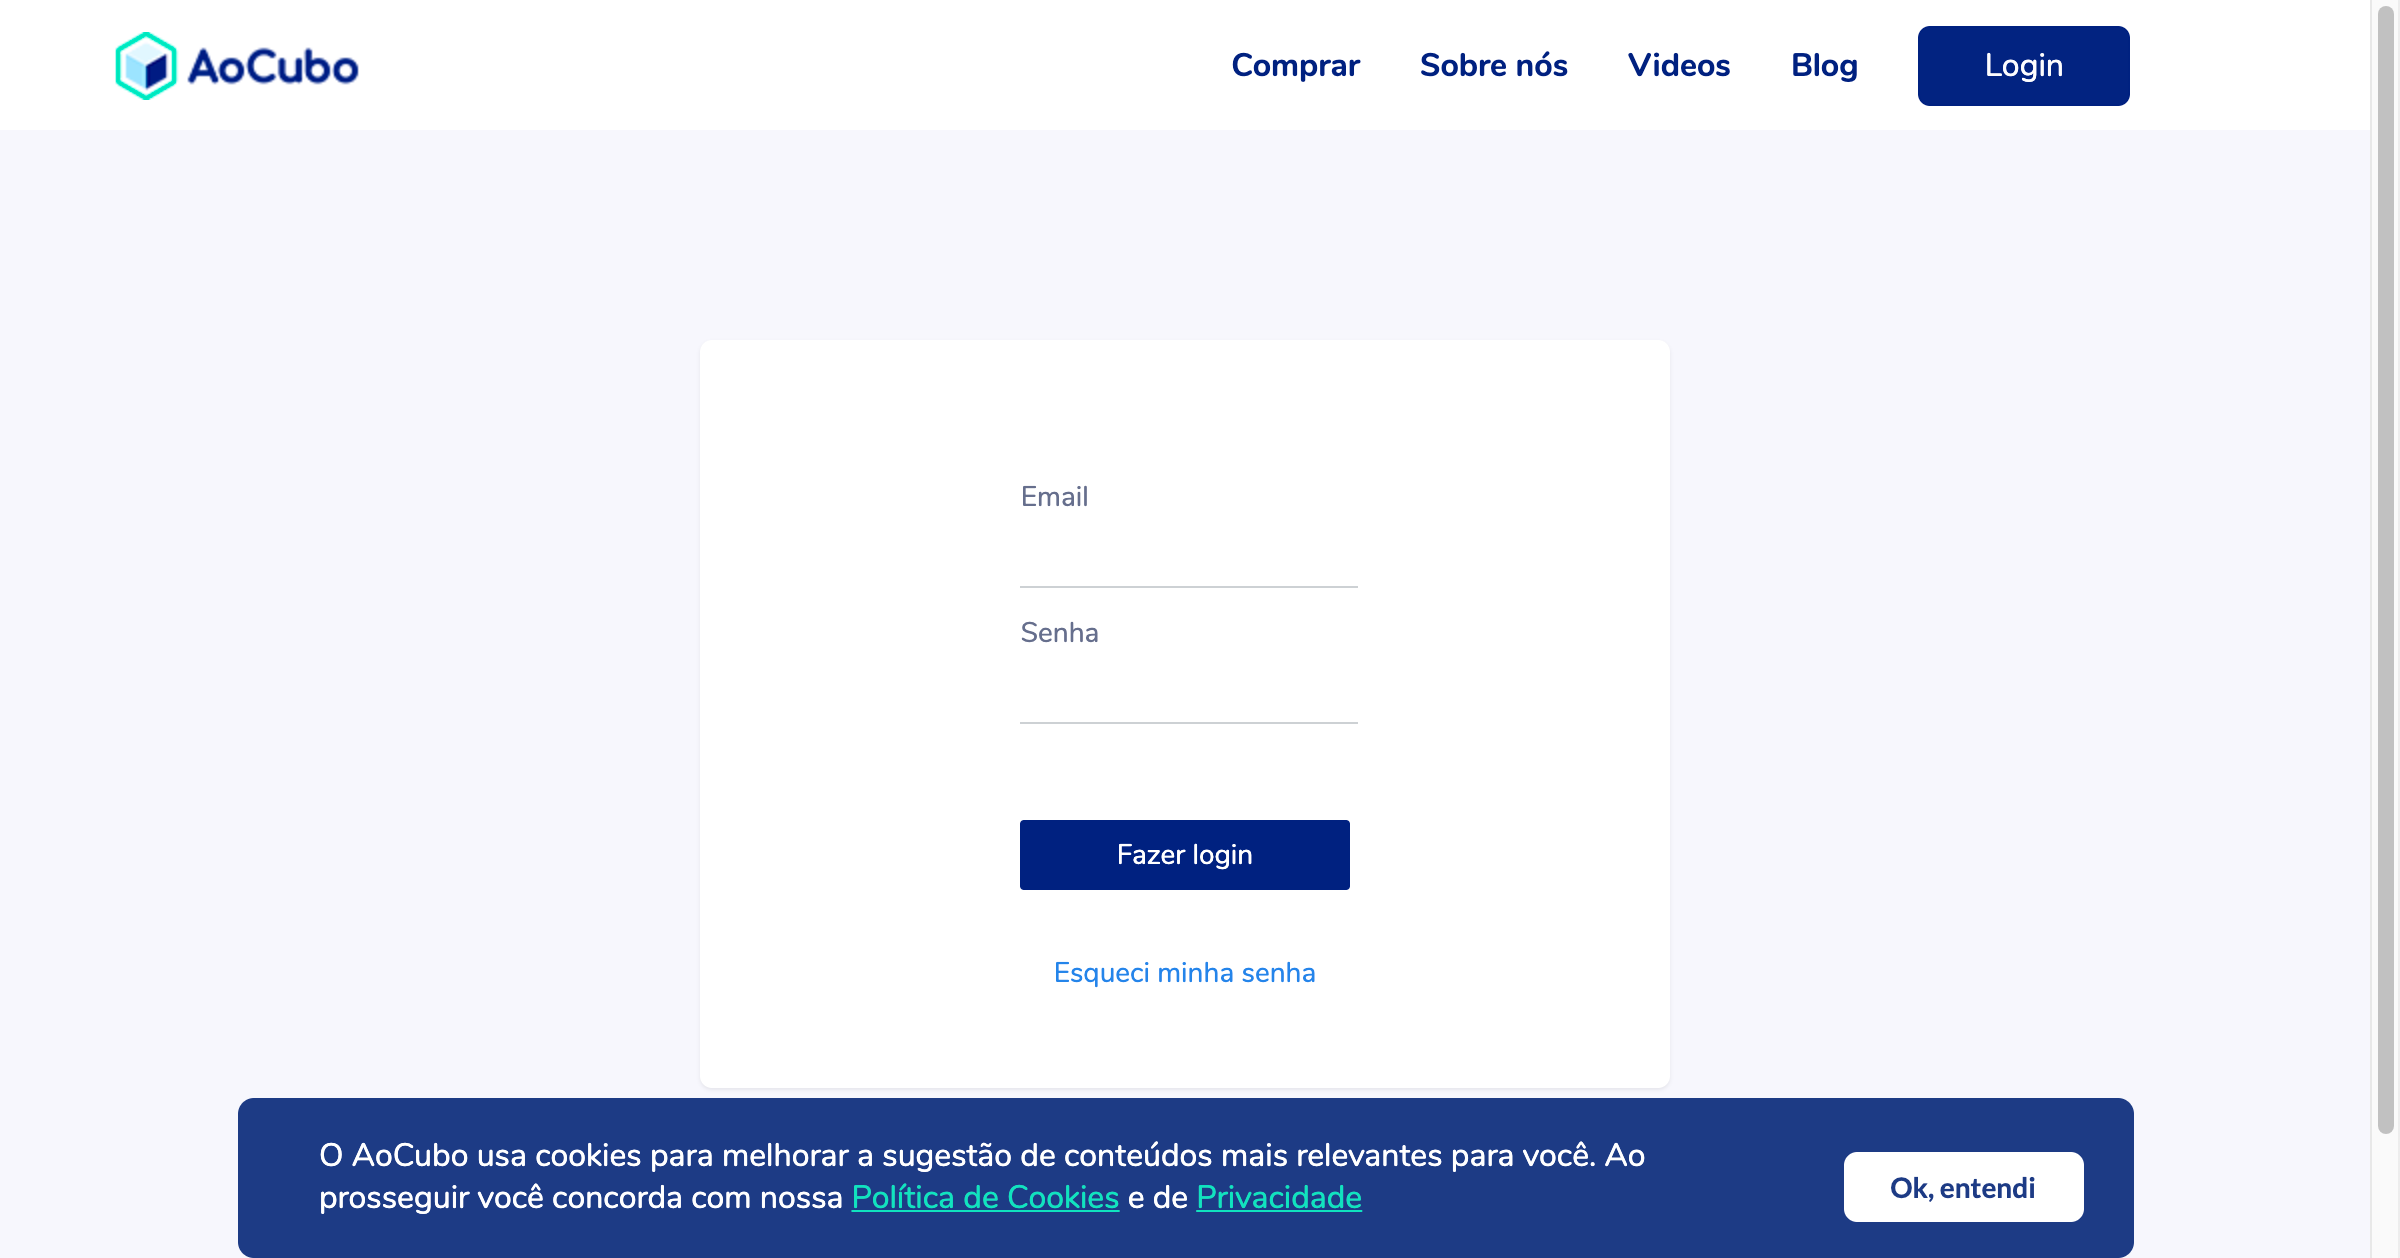 AoCubo
Comprar
Sobre nós
Videos
Blog
Login
Email
Senha
Fazer login
Esqueci minha senha
O AoCubo usa cookies para melhorar a sugestão de conteúdos mais relevantes para você. Ao
prosseguir você concorda com nossa Política de Cookies e de Privacidade
Ok, entendi